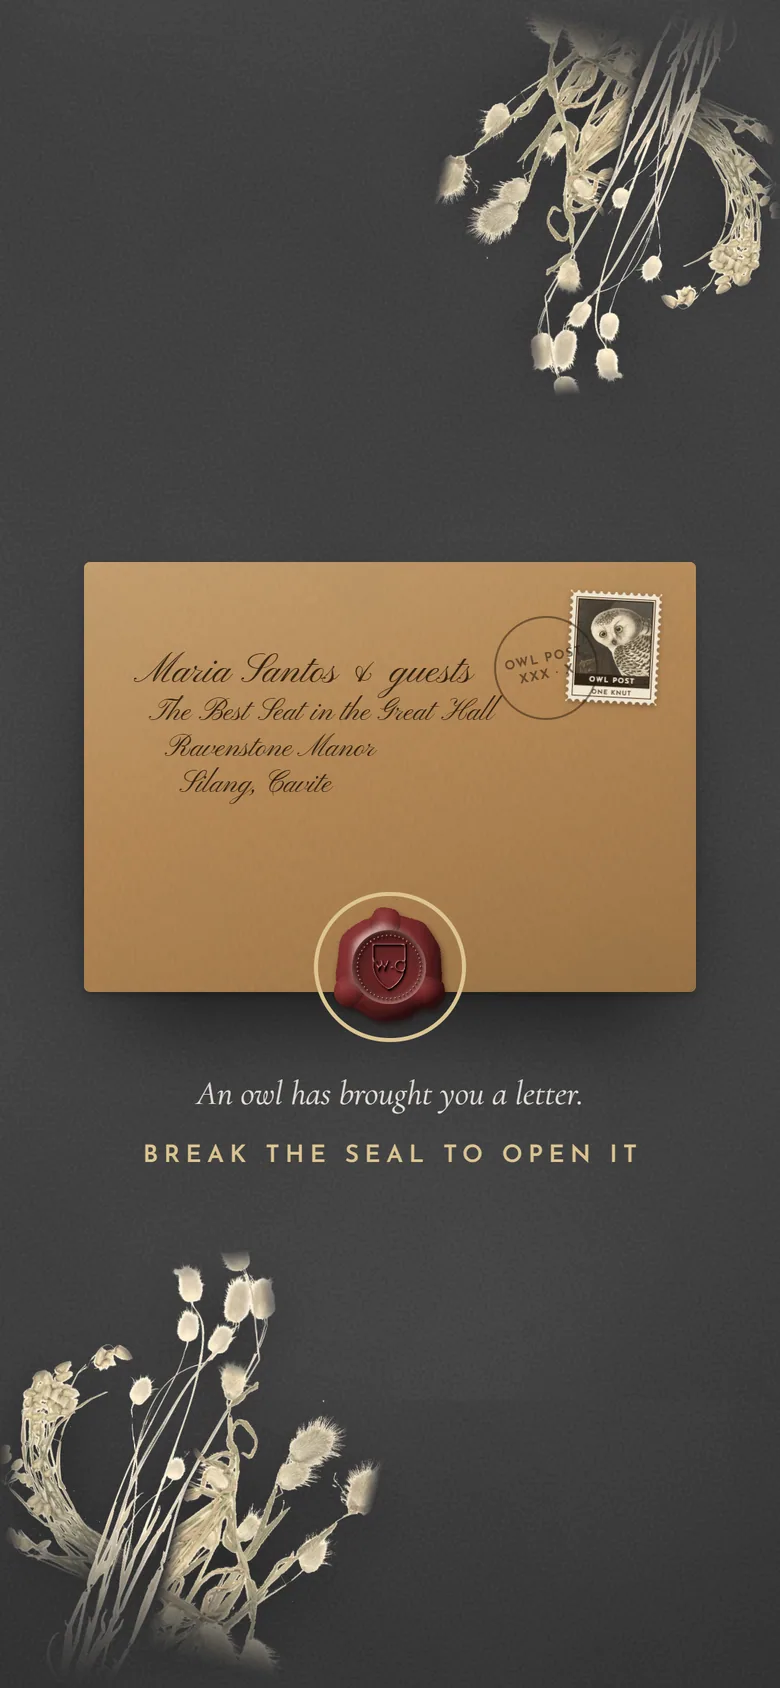 Maria Santos & guests
The Best Seat in the Great Hall
Ravenstone Manor
Silang, Cavite
OWL POST
XXX ·
OWL POST
ONE KNUT
W·C
An owl has brought you a letter.
BREAK THE SEAL TO OPEN IT